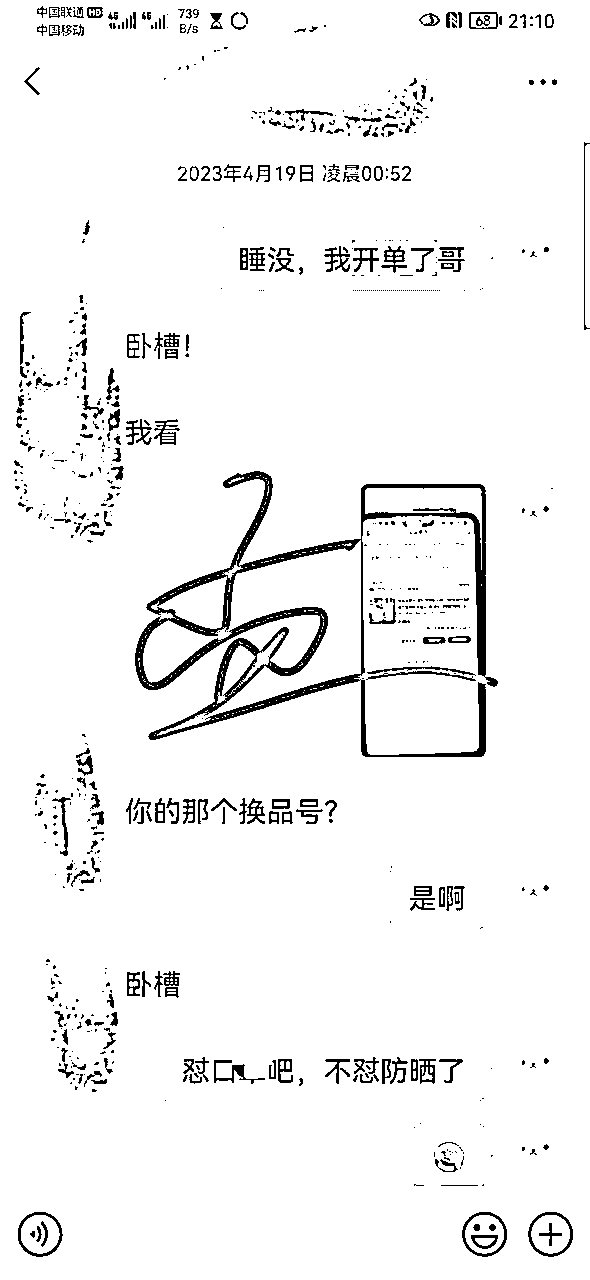 中国联通 HD
中国移动
739
B/s
68
21:10
2023年4月19日 凌晨00:52
睡没，我开单了哥
卧槽！
我看
你的那个换品号？
是啊
卧槽
怼口 吧，不怼防晒了